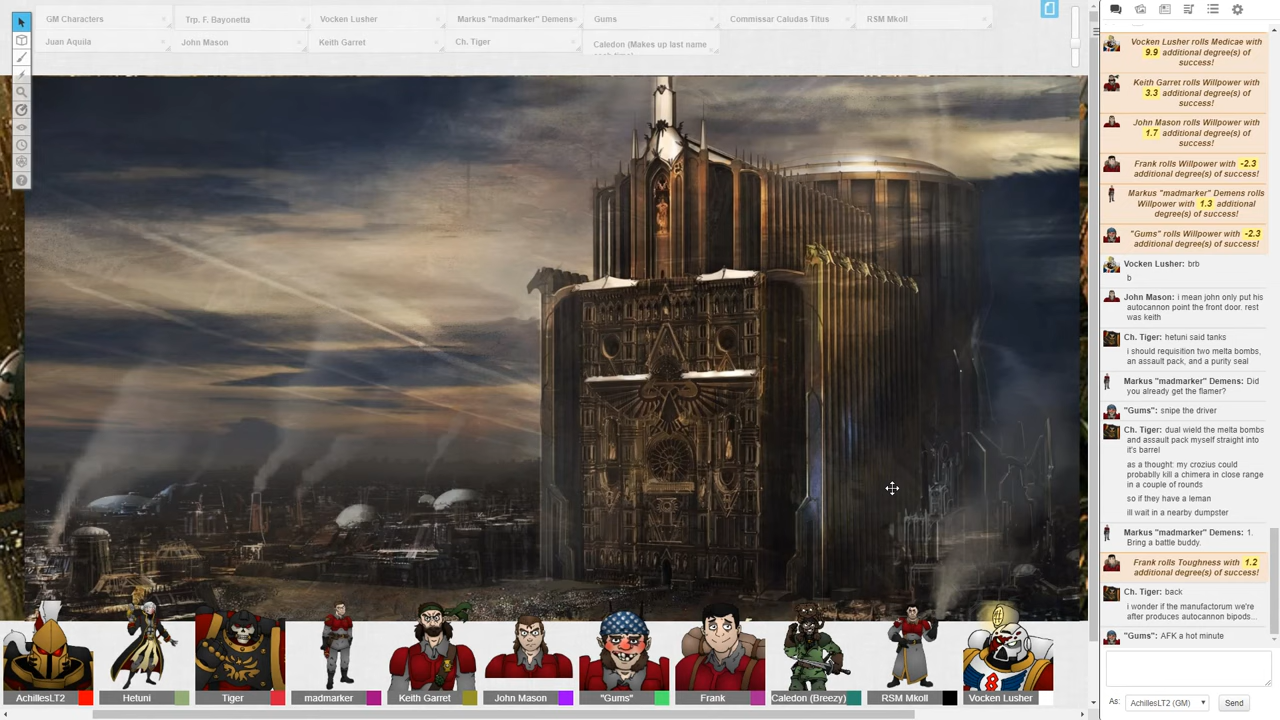 GM Characters
Trp. F. Bayonetta
Vocken Lusher
Markus "madmarker" Demens
Gums
Commissar Caludas Titus
RSM Mkoll
Juan Aquila
John Mason
Keith Garret
Ch. Tiger
Caledon (Makes up last name
Vocken Lusher rolls Medicae with
9.9 additional degree(s) of
success!
Keith Garret rolls Willpower with
3.3 additional degree(s) of
success!
John Mason rolls Willpower with
1.7 additional degree(s) of
success!
Frank rolls Willpower with -2.3
additional degree(s) of success!
Markus "madmarker" Demens rolls
Willpower with 1.3 additional
degree(s) of success!
"Gums" rolls Willpower with -2.3
additional degree(s) of success!
Vocken Lusher: brb
b
John Mason: i mean john only put his
autocannon point the front door. rest
was keith
Ch. Tiger: hetuni said tanks
i should requisition two melta bombs,
an assault pack, and a purity seal
Markus "madmarker" Demens: Did
you already get the flamer?
"Gums": snipe the driver
Ch. Tiger: dual wield the melta bombs
and assault pack myself straight into
it's barrel
as a thought: my crozius could
probablly kill a chimera in close range
in a couple of rounds
so if they have a leman
ill wait in a nearby dumpster
Markus "madmarker" Demens: 1.
Bring a battle buddy.
Frank rolls Toughness with 1.2
additional degree(s) of success!
Ch. Tiger: back
i wonder if the manufactorum we're
after produces autocannon bipods...
"Gums": AFK a hot minute
As: AchillesLT2 (GM) Send
AchillesLT2
Hetuni
Tiger
madmarker
Keith Garret
John Mason
"Gums"
Frank
Caledon (Breezy)
RSM Mkoll
Vocken Lusher
8